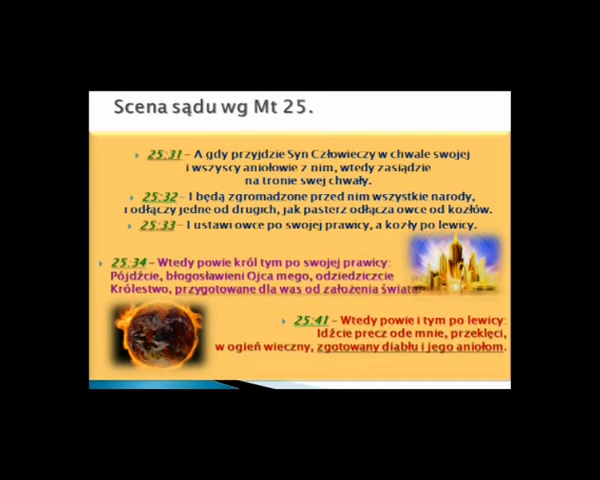 Scena sądu wg Mt 25.
25:31 – A gdy przyjdzie Syn Człowieczy w chwale swojej
i wszyscy aniołowie z nim, wtedy zasiądzie
na tronie swej chwały.
25:32 – I będą zgromadzone przed nim wszystkie narody,
i odłączy jedne od drugich, jak pasterz odłącza owce od kozłów.
25:33 – I ustawi owce po swojej prawicy, a kozły po lewicy.
25:34 – Wtedy powie król tym po swojej prawicy:
Pójdźcie, błogosławieni Ojca mego, odziedziczcie
Królestwo, przygotowane dla was od założenia świata.
25:41 – Wtedy powie i tym po lewicy:
Idźcie precz ode mnie, przeklęci,
w ogień wieczny, zgotowany diabłu i jego aniołom.